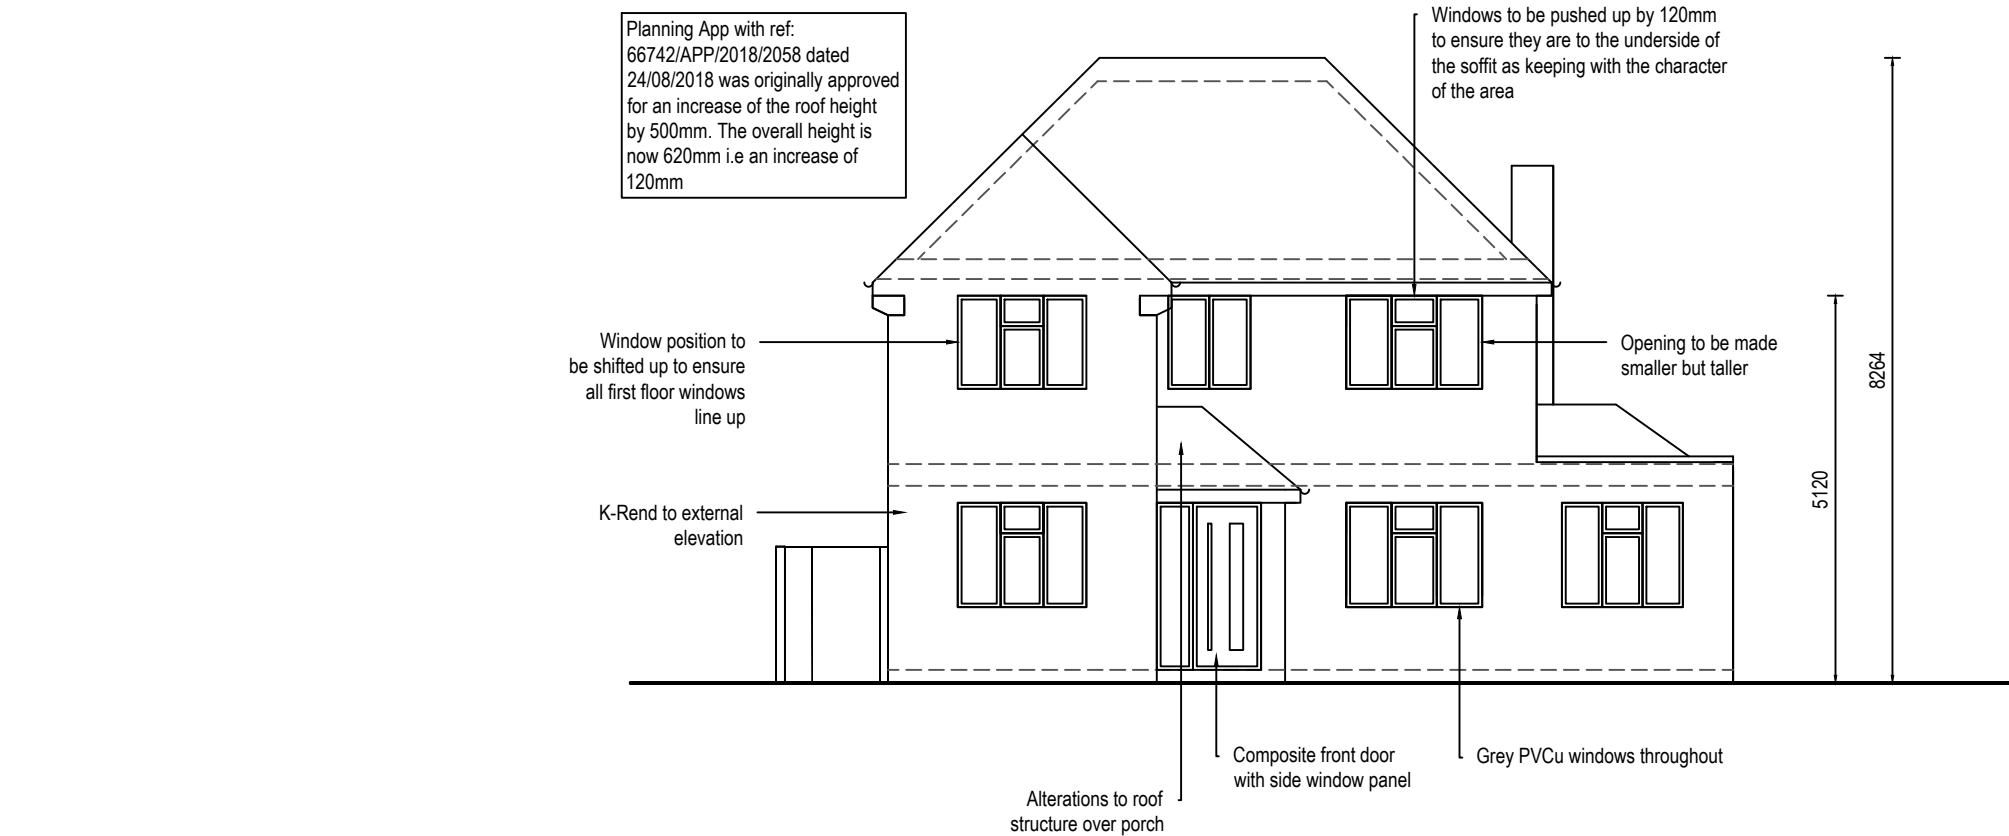 Planning App with ref:
66742/APP/2018/2058 dated
24/08/2018 was originally approved
for an increase of the roof height
by 500mm. The overall height is
now 620mm i.e an increase of
120mm
Windows to be pushed up by 120mm
to ensure they are to the underside of
the soffit as keeping with the character
of the area
Window position to
be shifted up to ensure
all first floor windows
line up
Opening to be made
smaller but taller
8264
5120
K-Rend to external
elevation
Composite front door
with side window panel
Grey PVCu windows throughout
Alterations to roof
structure over porch